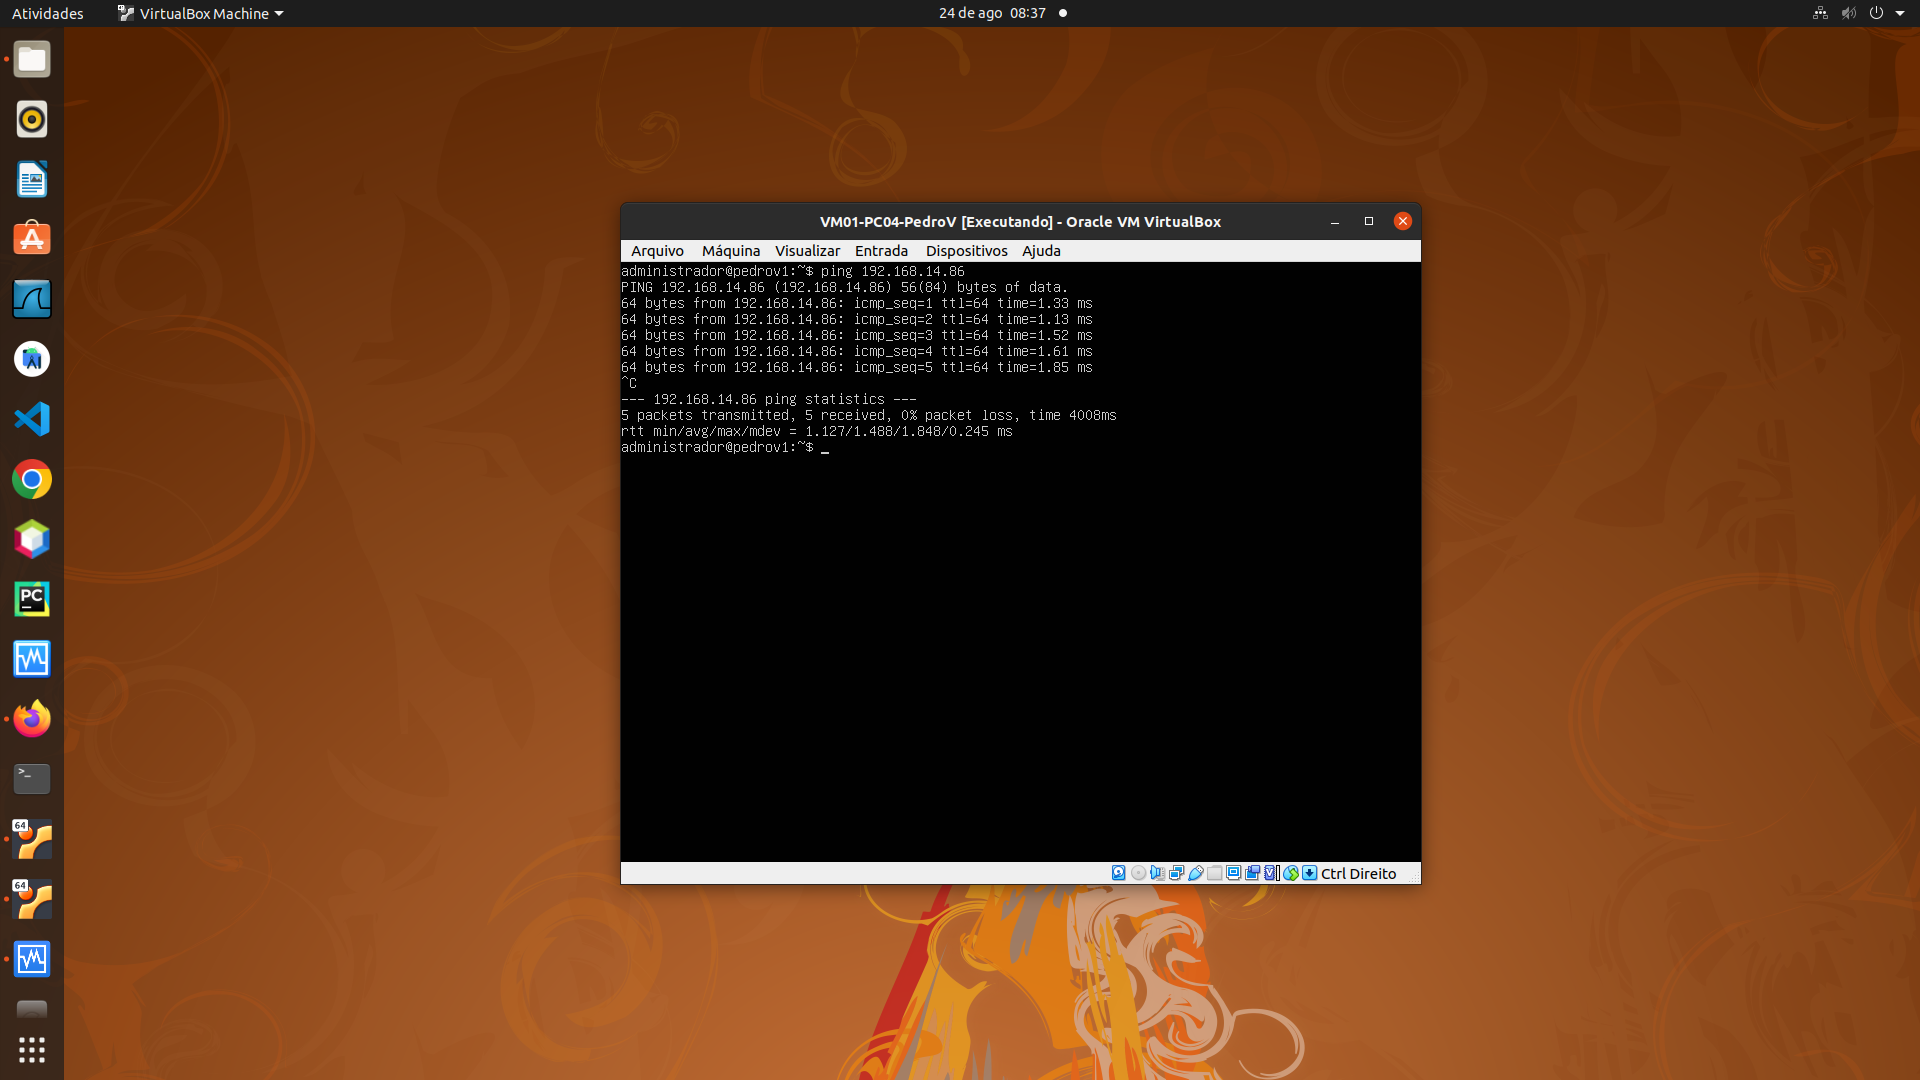 Atividades VirtualBox Machine 24 de ago 08:37
VM01-PC04-PedroV [Executando] - Oracle VM VirtualBox
Arquivo Máquina Visualizar Entrada Dispositivos Ajuda
administrador@pedrov1:~$ ping 192.168.14.86
PING 192.168.14.86 (192.168.14.86) 56(84) bytes of data.
64 bytes from 192.168.14.86: icmp_seq=1 ttl=64 time=1.33 ms
64 bytes from 192.168.14.86: icmp_seq=2 ttl=64 time=1.13 ms
64 bytes from 192.168.14.86: icmp_seq=3 ttl=64 time=1.52 ms
64 bytes from 192.168.14.86: icmp_seq=4 ttl=64 time=1.61 ms
64 bytes from 192.168.14.86: icmp_seq=5 ttl=64 time=1.85 ms
^C
--- 192.168.14.86 ping statistics ---
5 packets transmitted, 5 received, 0% packet loss, time 4008ms
rtt min/avg/max/mdev = 1.127/1.488/1.848/0.245 ms
administrador@pedrov1:~$ _
Ctrl Direito
PC
>_
64
64